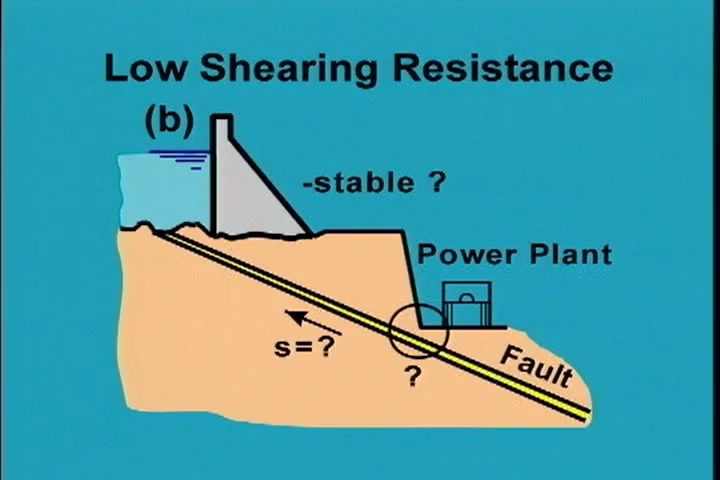 Low Shearing Resistance
(b)
-stable ?
Power Plant
s=?
?
Fault